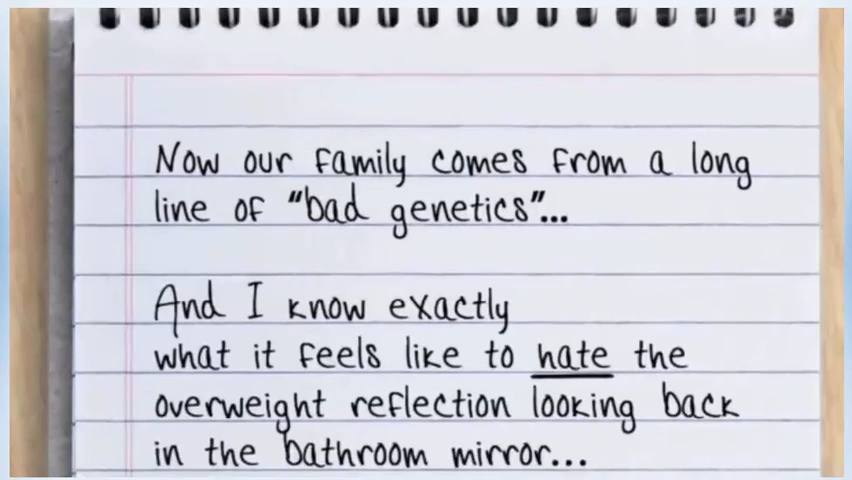 Now our family comes from a long
line of "bad genetics"...
And I know exactly
what it feels like to hate the
overweight reflection looking back
in the bathroom mirror...